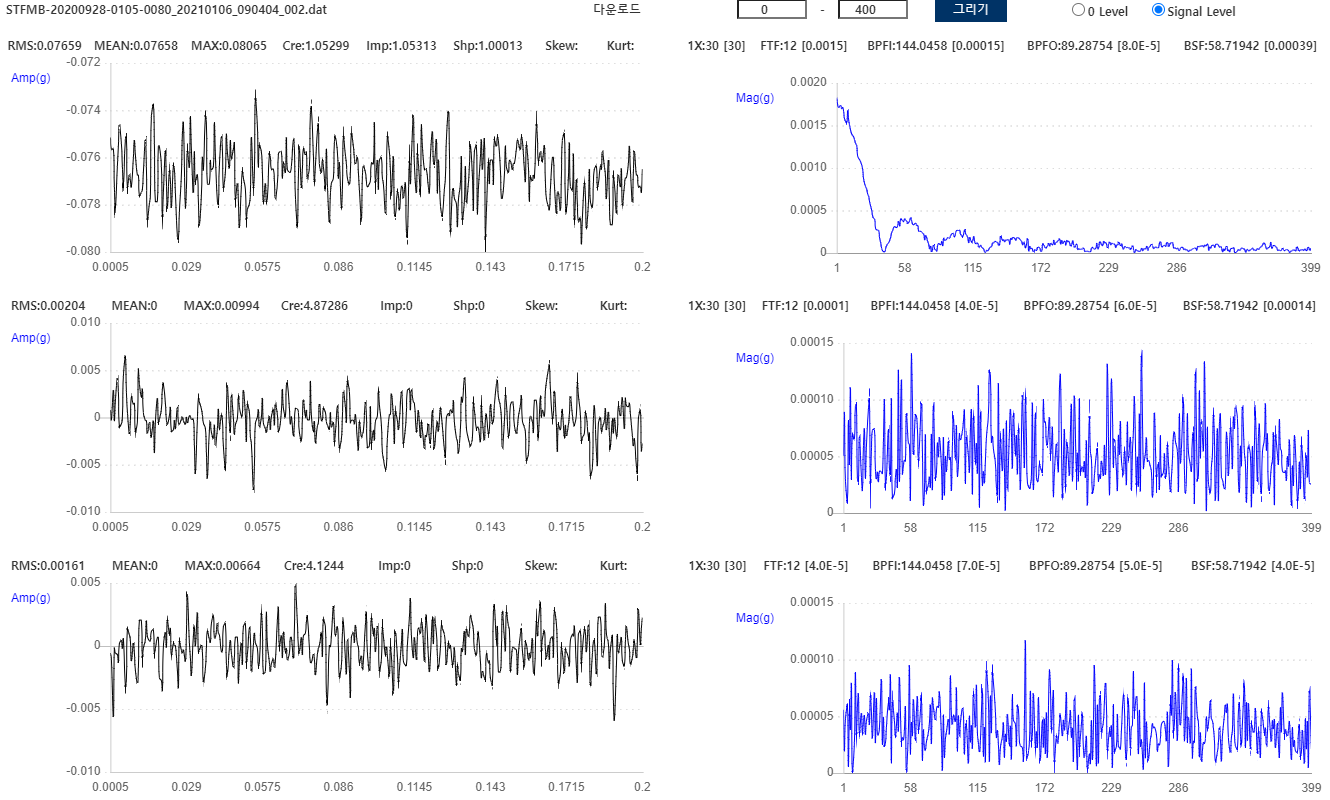 STFMB-20200928-0105-0080_20210106_090404_002.dat 다운로드 0 - 400 그리기 0 Level Signal Level
RMS:0.07659 MEAN:0.07658 MAX:0.08065 Cre:1.05299 Imp:1.05313 Shp:1.00013 Skew: Kurt:
Amp(g)
-0.072
-0.074
-0.076
-0.078
-0.080
0.0005 0.029 0.0575 0.086 0.1145 0.143 0.1715 0.2
1X:30 [30] FTF:12 [0.0015] BPFI:144.0458 [0.00015] BPFO:89.28754 [8.0E-5] BSF:58.71942 [0.00039]
Mag(g)
0.0020
0.0015
0.0010
0.0005
0
1 58 115 172 229 286 399
RMS:0.00204 MEAN:0 MAX:0.00994 Cre:4.87286 Imp:0 Shp:0 Skew: Kurt:
Amp(g)
0.010
0.005
0
-0.005
-0.010
0.0005 0.029 0.0575 0.086 0.1145 0.143 0.1715 0.2
1X:30 [30] FTF:12 [0.0001] BPFI:144.0458 [4.0E-5] BPFO:89.28754 [6.0E-5] BSF:58.71942 [0.00014]
Mag(g)
0.00015
0.00010
0.00005
0
1 58 115 172 229 286 399
RMS:0.00161 MEAN:0 MAX:0.00664 Cre:4.1244 Imp:0 Shp:0 Skew: Kurt:
Amp(g)
0.005
0
-0.005
-0.010
0.0005 0.029 0.0575 0.086 0.1145 0.143 0.1715 0.2
1X:30 [30] FTF:12 [4.0E-5] BPFI:144.0458 [7.0E-5] BPFO:89.28754 [5.0E-5] BSF:58.71942 [4.0E-5]
Mag(g)
0.00015
0.00010
0.00005
0
1 58 115 172 229 286 399